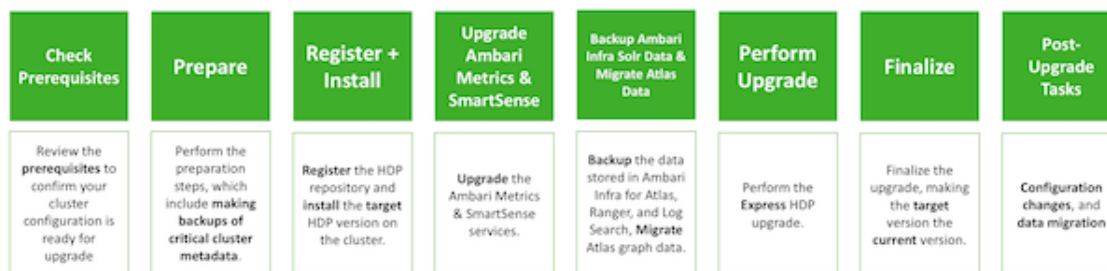 Check
Prerequisites
Review the
prerequisites to
confirm your
cluster
configuration is
ready for
upgrade
Prepare
Perform the
preparation
steps, which
include making
backups of
critical cluster
metadata.
Register +
Install
Register the HDP
repository and
install the target
HDP version on
the cluster.
Upgrade
Ambari
Metrics &
SmartSense
Upgrade the
Ambari Metrics
& SmartSense
services.
Backup Ambari
Infra Solr Data &
Migrate Atlas
Data
Backup the data
stored in Ambari
Infra for Atlas,
Ranger, and Log
Search, Migrate
Atlas graph data.
Perform
Upgrade
Perform the
Express HDP
upgrade.
Finalize
Finalize the
upgrade, making
the target
version the
current version.
Post-
Upgrade
Tasks
Configuration
changes, and
data migration